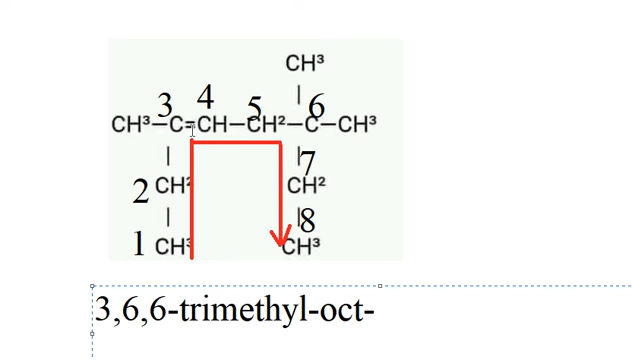 CH³
3 4 5 6
CH³–C=CH–CH²–C–CH³
| |7
2 CH² CH²
| |8
1 CH³ CH³
3,6,6-trimethyl-oct-